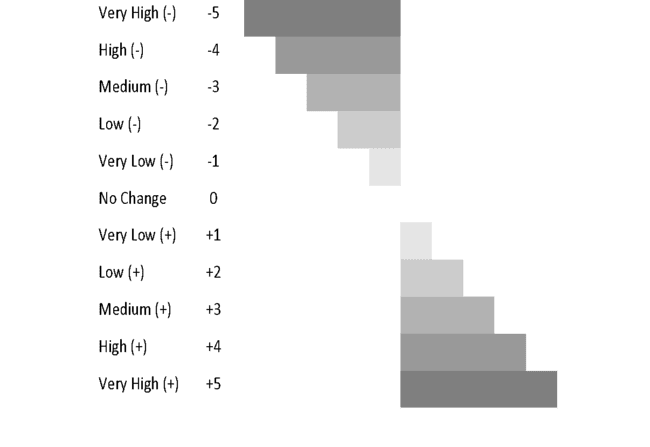 Very High (-) -5
High (-) -4
Medium (-) -3
Low (-) -2
Very Low (-) -1
No Change 0
Very Low (+) +1
Low (+) +2
Medium (+) +3
High (+) +4
Very High (+) +5